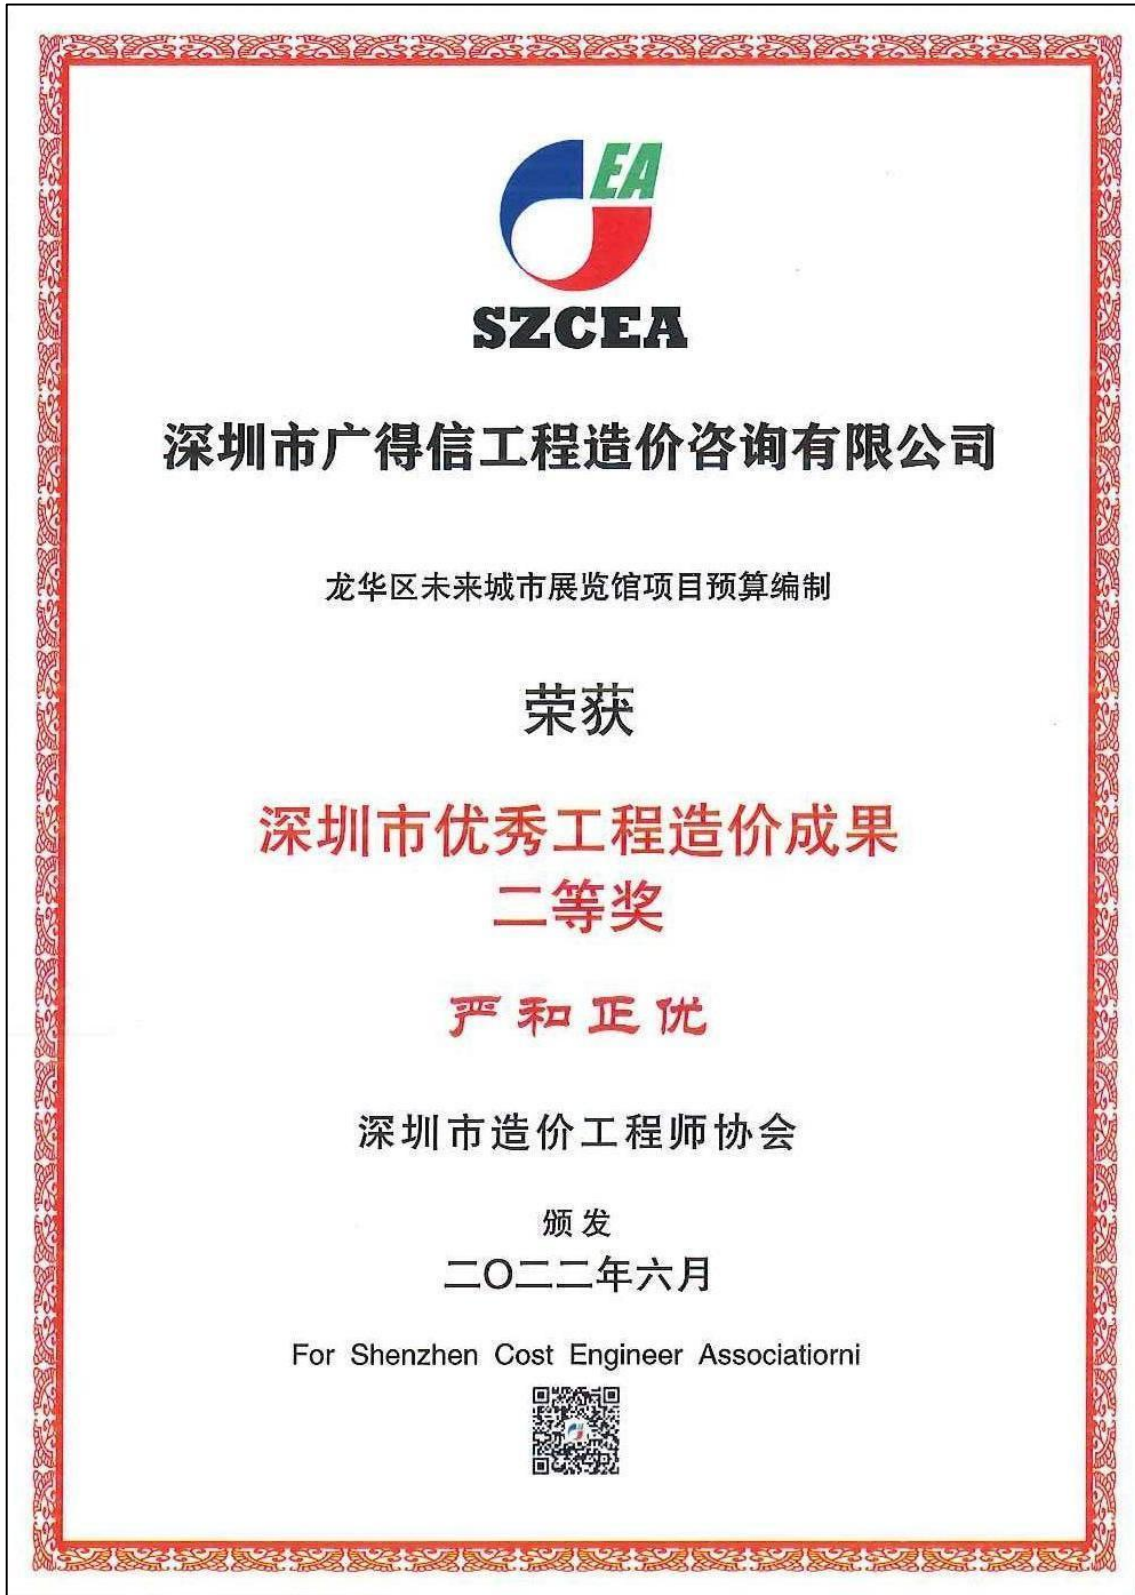 EA
SZCEA
深圳市广得信工程造价咨询有限公司
龙华区未来城市展览馆项目预算编制
荣获
深圳市优秀工程造价成果
二等奖
严和正优
深圳市造价工程师协会
颁发
二〇二二年六月
For Shenzhen Cost Engineer Associatiorni